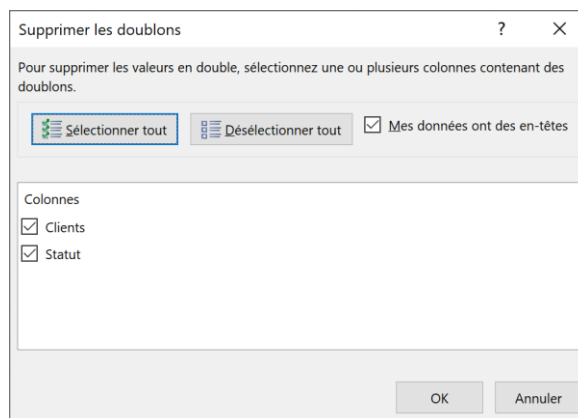 Supprimer les doublons
?
Pour supprimer les valeurs en double, sélectionnez une ou plusieurs colonnes contenant des
doublons.
Sélectionner tout
Désélectionner tout
Mes données ont des en-têtes
Colonnes
Clients
Statut
OK
Annuler